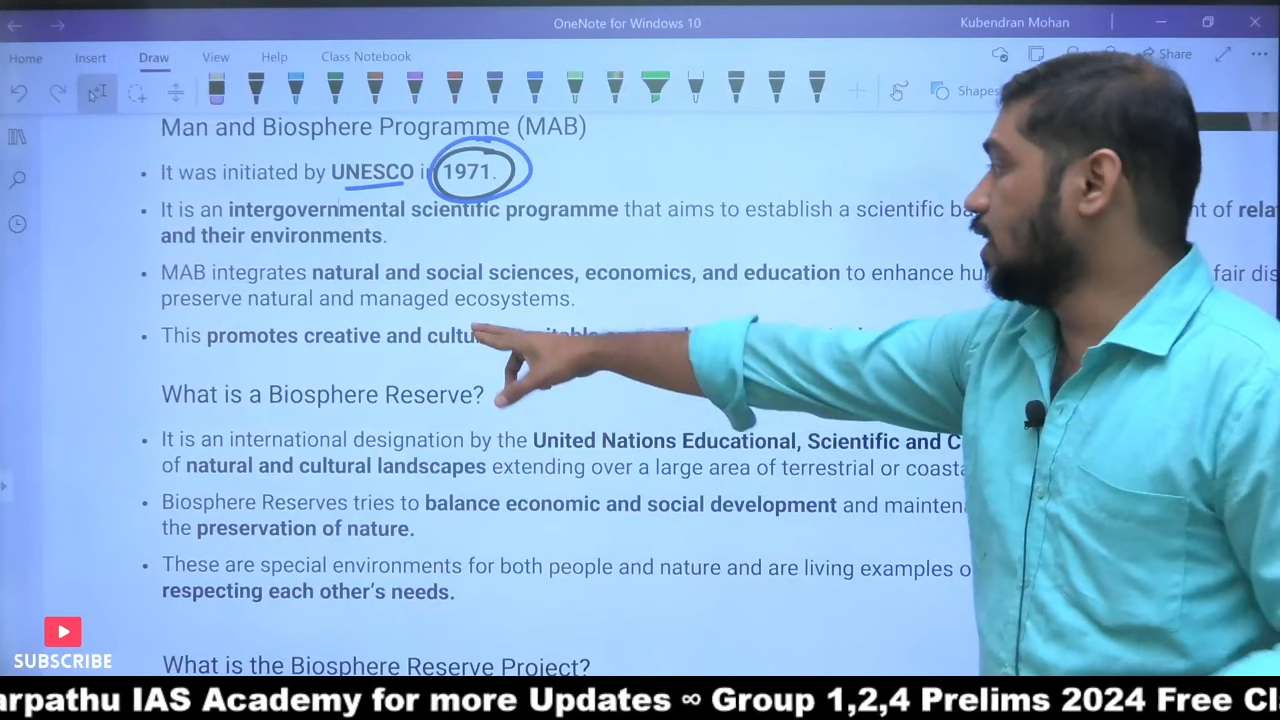 OneNote for Windows 10
Kubendran Mohan
Home Insert Draw View Help Class Notebook
Share
Shapes
Man and Biosphere Programme (MAB)
• It was initiated by UNESCO in 1971.
• It is an intergovernmental scientific programme that aims to establish a scientific
of
and their environments.
• MAB integrates natural and social sciences, economics, and education to enhance
fair
preserve natural and managed ecosystems.
• This promotes creative and
What is a Biosphere Reserve?
• It is an international designation by the United Nations Educational, Scientific and C
of natural and cultural landscapes extending over a large area of terrestrial or
• Biosphere Reserves tries to balance economic and social development and
the preservation of nature.
• These are special environments for both people and nature and are living examples
respecting each other's needs.
SUBSCRIBE
What is the Biosphere Reserve Project?
arpathu IAS Academy for more Updates ∞ Group 1,2,4 Prelims 2024 Free Cl